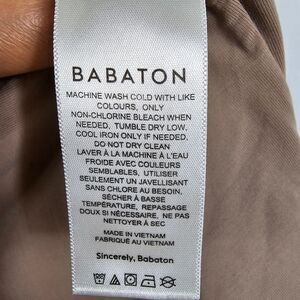 BABATON
MACHINE WASH COLD WITH LIKE
COLOURS, ONLY
NON-CHLORINE BLEACH WHEN
NEEDED, TUMBLE DRY LOW,
COOL IRON ONLY IF NEEDED.
DO NOT DRY CLEAN
LAVER À LA MACHINE À L'EAU
FROIDE AVEC COULEURS
SEMBLABLES, UTILISER
SEULEMENT UN JAVELLISANT
SANS CHLORE AU BESOIN.
SÉCHER À BASSE
TEMPÉRATURE, REPASSAGE
DOUX SI NÉCESSAIRE, NE PAS
NETTOYER À SEC
MADE IN VIETNAM
FABRIQUÉ AU VIETNAM
Sincerely, Babaton